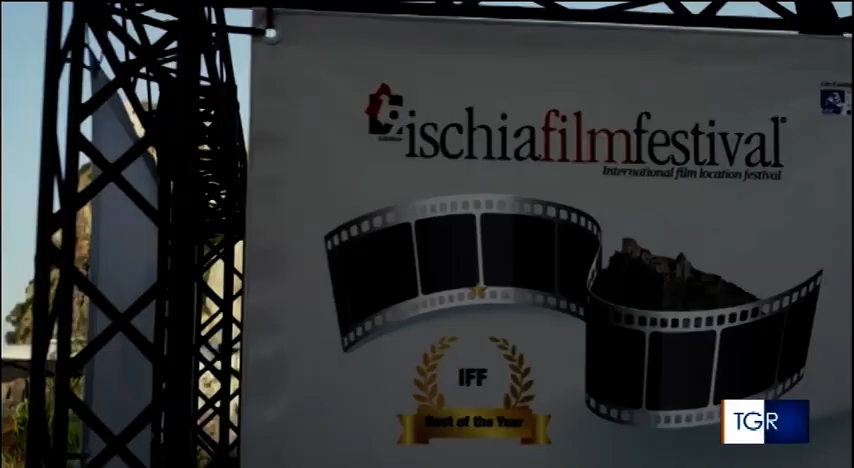 ischiafilmfestival
International film location festival
IFF
Best of the Year
TGR